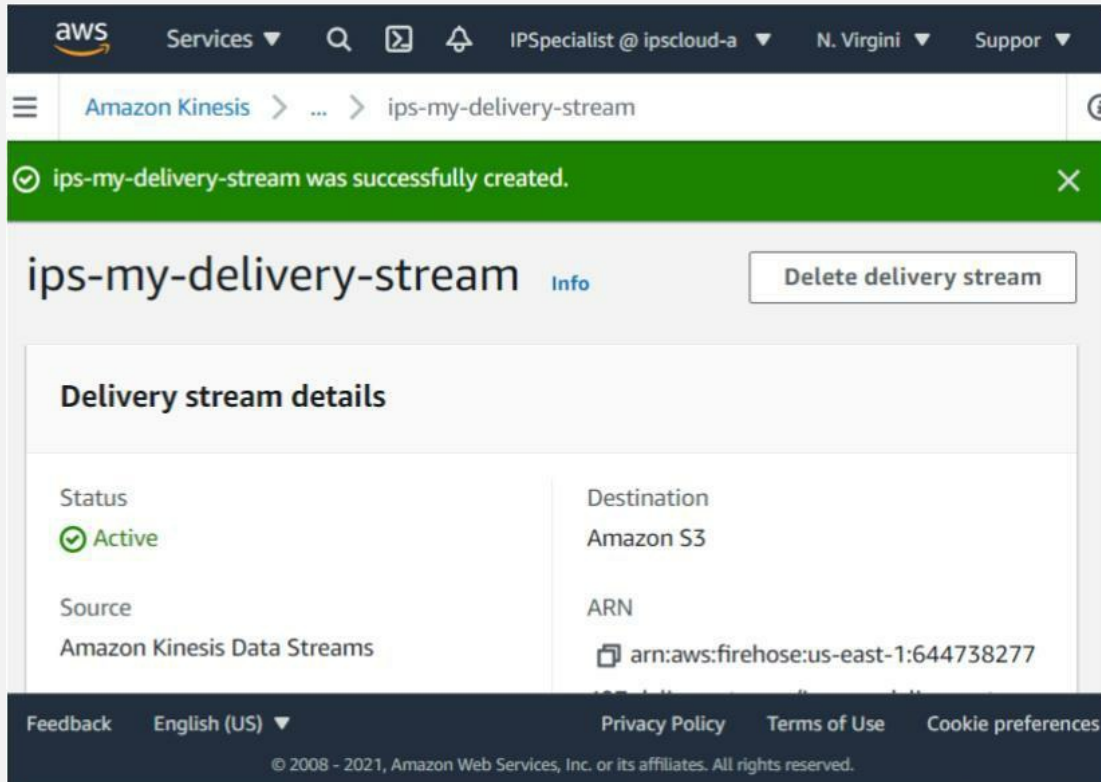 aws Services ▼ IPSpecialist @ ipscloud-a ▼ N. Virgini ▼ Suppor ▼
Amazon Kinesis > ... > ips-my-delivery-stream
ips-my-delivery-stream was successfully created.
ips-my-delivery-stream Info Delete delivery stream
Delivery stream details
Status Destination
Active Amazon S3
Source ARN
Amazon Kinesis Data Streams arn:aws:firehose:us-east-1:644738277
Feedback English (US) ▼ Privacy Policy Terms of Use Cookie preferences
© 2008 - 2021, Amazon Web Services, Inc. or its affiliates. All rights reserved.